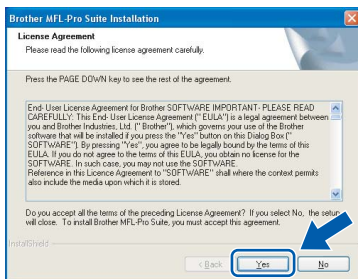 Brother MFL-Pro Suite Installation
License Agreement
Please read the following license agreement carefully.
Press the PAGE DOWN key to see the rest of the agreement.
End- User License Agreement for Brother SOFTWARE IMPORTANT- PLEASE READ
CAREFULLY: This End- User License Agreement (" EULA") is a legal agreement between
you and Brother Industries, Ltd. (" Brother"), which governs your use of the Brother
software that will be installed if you press the "Yes" button on this Dialog Box ("
SOFTWARE"). By pressing "Yes", you agree to be legally bound by the terms of this
EULA. If you do not agree to the terms of this EULA, you obtain no license for the
SOFTWARE. In such case, you may not use the SOFTWARE.
Reference in this Licence Agreement to "SOFTWARE" shall where the context permits
also include the media upon which it is stored.
Do you accept all the terms of the preceding License Agreement? If you select No, the setup
will close. To install Brother MFL-Pro Suite, you must accept this agreement.
InstallShield
< Back
Yes
No